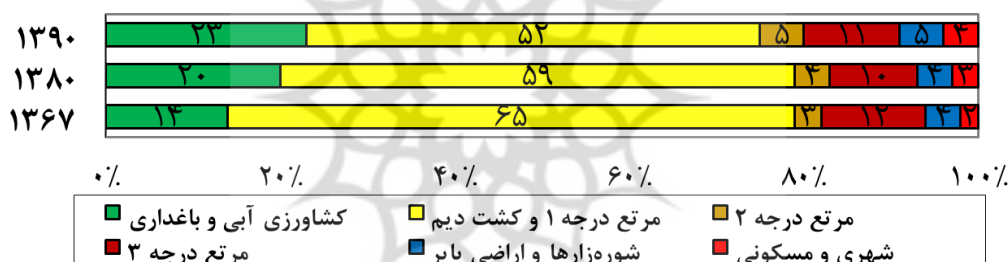 ۱۳۹۰ ۲۳ ۵۲ ۵ ۱۱ ۵ ۴
۱۳۸۰ ۲۰ ۵۹ ۴ ۱۰ ۴ ۳
۱۳۶۷ ۱۴ ۶۵ ۳ ۱۲ ۴ ۲
۰٪ ۲۰٪ ۴۰٪ ۶۰٪ ۸۰٪ ۱۰۰٪
کشاورزی آبی و باغداری مرتع درجه ۱ و کشت دیم مرتع درجه ۲
مرتع درجه ۳ شوره‌زارها و اراضی بایر شهری و مسکونی